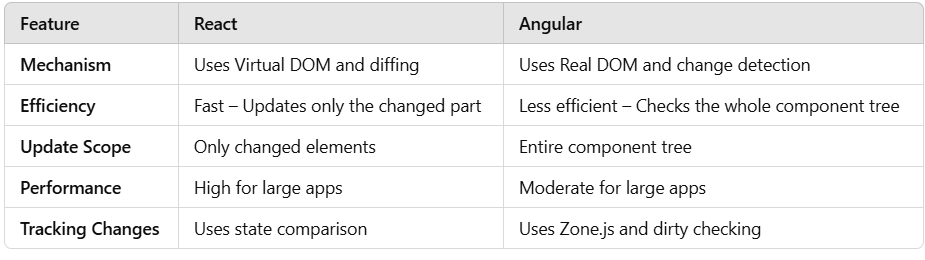 Feature React Angular
Mechanism Uses Virtual DOM and diffing Uses Real DOM and change detection
Efficiency Fast – Updates only the changed part Less efficient – Checks the whole component tree
Update Scope Only changed elements Entire component tree
Performance High for large apps Moderate for large apps
Tracking Changes Uses state comparison Uses Zone.js and dirty checking